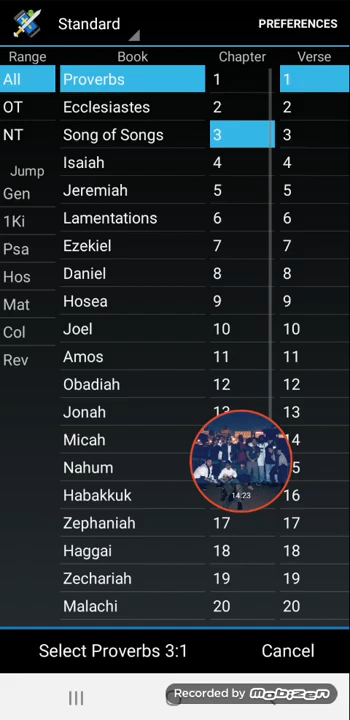 Standard PREFERENCES
Range Book Chapter Verse
All Proverbs 1 1
OT Ecclesiastes 2 2
NT Song of Songs 3 3
Isaiah 4 4
Jump
Gen Jeremiah 5 5
1Ki Lamentations 6 6
Psa Ezekiel 7 7
Hos Daniel 8 8
Mat Hosea 9 9
Col Joel 10 10
Rev Amos 11 11
Obadiah 12 12
Jonah 13 13
Micah 14
Nahum 5
Habakkuk 16
14:23
Zephaniah 17 17
Haggai 18 18
Zechariah 19 19
Malachi 20 20
Select Proverbs 3:1 Cancel
Recorded by Mobizen